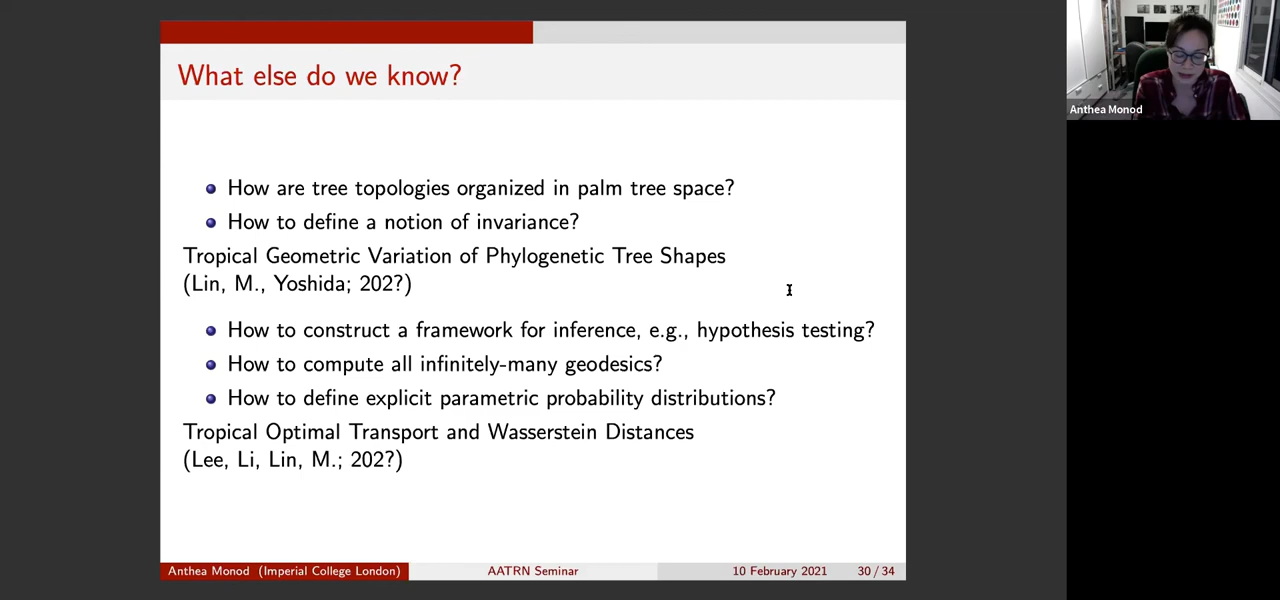 What else do we know?
How are tree topologies organized in palm tree space?
How to define a notion of invariance?
Tropical Geometric Variation of Phylogenetic Tree Shapes
(Lin, M., Yoshida; 202?)
How to construct a framework for inference, e.g., hypothesis testing?
How to compute all infinitely-many geodesics?
How to define explicit parametric probability distributions?
Tropical Optimal Transport and Wasserstein Distances
(Lee, Li, Lin, M.; 202?)
Anthea Monod (Imperial College London) AATRN Seminar 10 February 2021 30 / 34
Anthea Monod